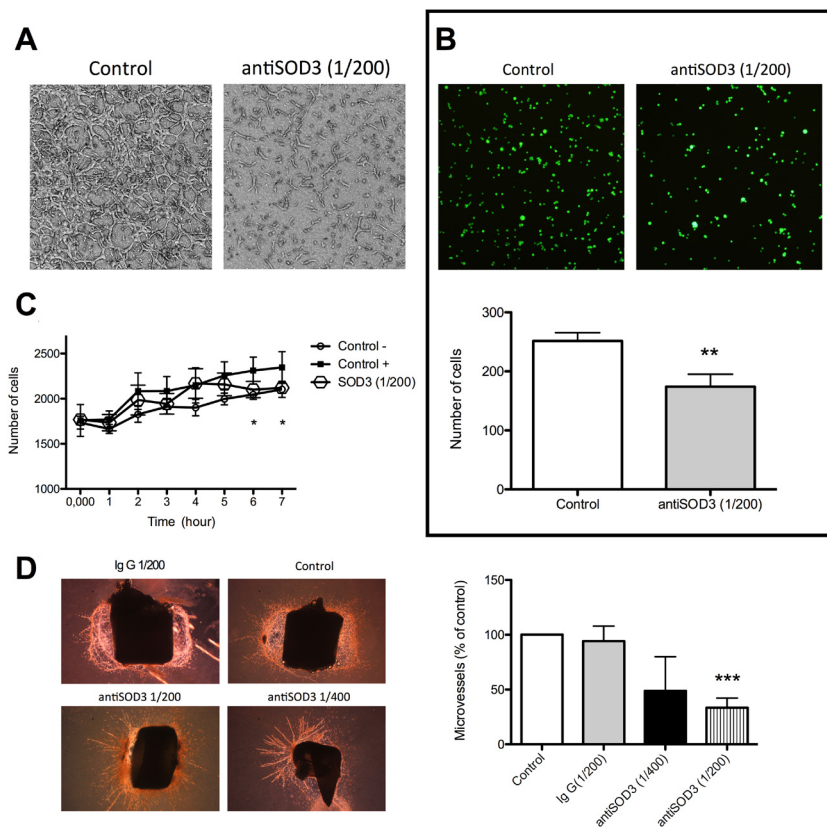 A
Control
antiSOD3 (1/200)
B
Control
antiSOD3 (1/200)
Number of cells
300
200
100
0
**
Control
antiSOD3 (1/200)
C
Number of cells
2500
2000
1500
1000
Control -
Control +
SOD3 (1/200)
* *
0,000 1 2 3 4 5 6 7
Time (hour)
D
Ig G 1/200
Control
antiSOD3 1/200
antiSOD3 1/400
Microvessels (% of control)
150
100
50
0
***
Control
Ig G(1/200)
antiSOD3 (1/400)
antiSOD3 (1/200)